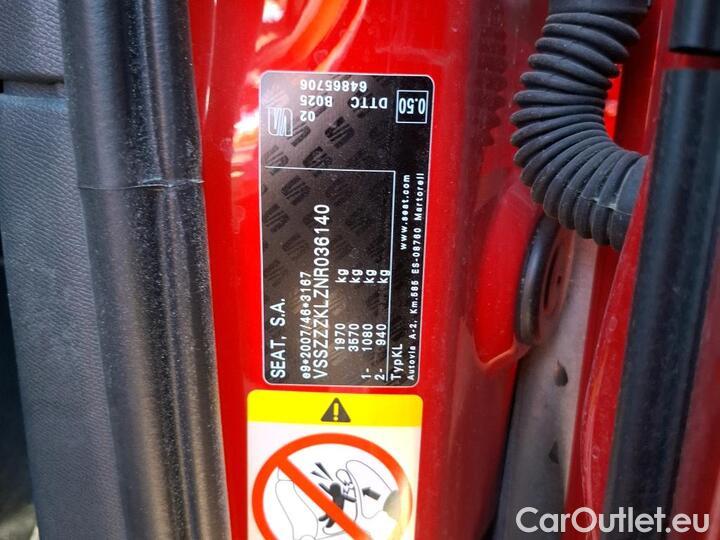 SEAT, S.A.
e9*2007/46*3167
VSSZZZKLZNR036140
1970 kg
3570 kg
1- 1080 kg
2- 940 kg
TypKL
Autovia A-2, Km.585 ES-08760 Martorell
www.seat.com
02
DTTC B025
64865706
0.50
CarOutlet.eu